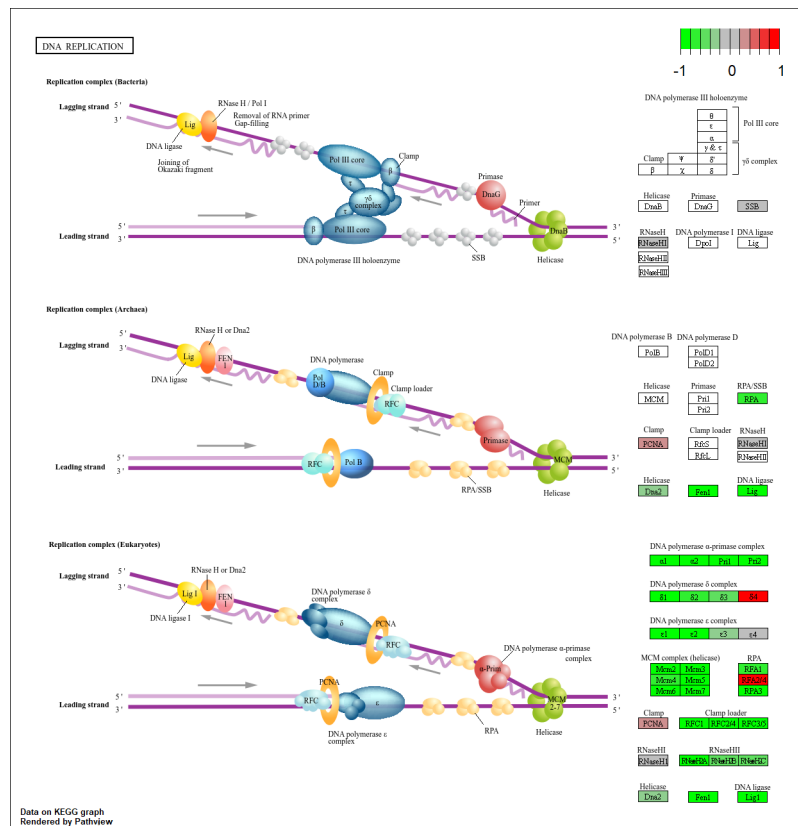 DNA REPLICATION
-1 0 1
Replication complex (Bacteria)
Lagging strand
5'
3'
Lig
RNase H / Pol I
Removal of RNA primer
Gap-filling
DNA ligase
Joining of
Okazaki fragment
Pol III core
Clamp
β
τ
γδ
complex
τ
β
Pol III core
Primase
DnaG
Primer
DnaB
Helicase
SSB
DNA polymerase III holoenzyme
Leading strand
5'
3'
3'
5'
DNA polymerase III holoenzyme
θ
ε
α
γ & τ
δ'
δ
Pol III core
γδ complex
Clamp
Ψ
β
χ
Helicase
DnaB
Primase
DnaG
SSB
RNaseH
RNaseHI
RNaseHII
RNaseHIII
DNA polymerase I
DpoI
DNA ligase
Lig
Replication complex (Archaea)
Lagging strand
5'
3'
Lig
RNase H or Dna2
FEN
1
DNA ligase
DNA polymerase
Pol
D/B
Clamp
Clamp loader
RFC
Primase
MCM
Helicase
Leading strand
RFC
Pol B
RPA/SSB
5'
3'
3'
5'
DNA polymerase B
PolB
DNA polymerase D
PolD1
PolD2
Helicase
MCM
Primase
Pri1
Pri2
RPA/SSB
RPA
Clamp
PCNA
Clamp loader
RfcS
RfcL
RNaseH
RNaseHI
RNaseHII
Helicase
Dna2
Fen1
DNA ligase
Lig
Replication complex (Eukaryotes)
Lagging strand
5'
3'
Lig I
RNase H or Dna2
FEN
1
DNA ligase I
DNA polymerase δ
complex
δ
PCNA
RFC
DNA polymerase α-primase
complex
α-Prim
MCM
2-7
Helicase
Leading strand
PCNA
RFC
ε
DNA polymerase ε
complex
RPA
5'
3'
3'
5'
DNA polymerase α-primase complex
α1 α2 Pri1 Pri2
DNA polymerase δ complex
δ1 δ2 δ3 δ4
DNA polymerase ε complex
ε1 ε2 ε3 ε4
MCM complex (helicase)
Mcm2 Mcm3
Mcm4 Mcm5
Mcm6 Mcm7
RPA
RFA1
RFA2/4
RFA3
Clamp
PCNA
Clamp loader
RFC1 RFC2/4 RFC3/5
RNaseHI
RNaseH1
RNaseHII
RNaseH2A RNaseH2B RNaseH2C
Helicase
Dna2
Fen1
DNA ligase
Lig1
Data on KEGG graph
Rendered by Pathview